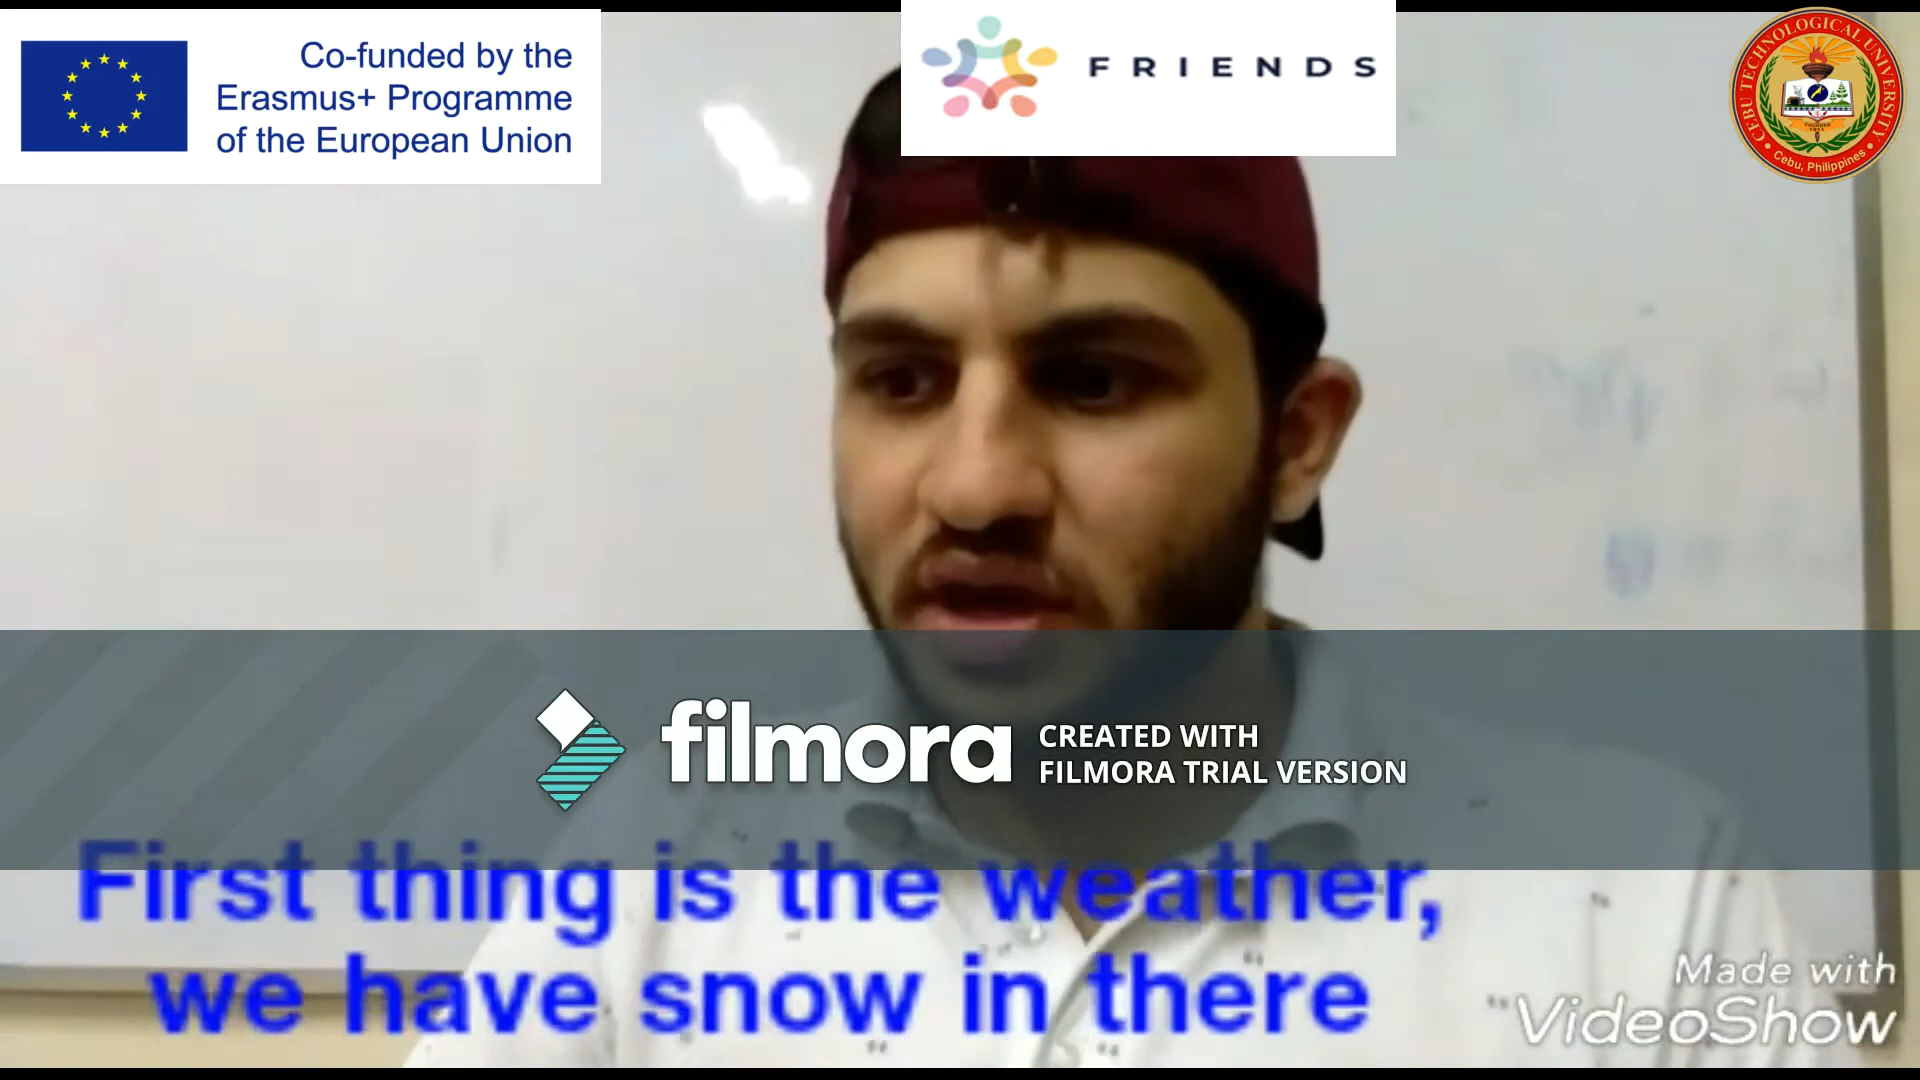 Co-funded by the
Erasmus+ Programme
of the European Union
FRIENDS
CEBU TECHNOLOGICAL UNIVERSITY
Cebu, Philippines
filmora
CREATED WITH
FILMORA TRIAL VERSION
First thing is the weather,
we have snow in there
Made with
VideoShow